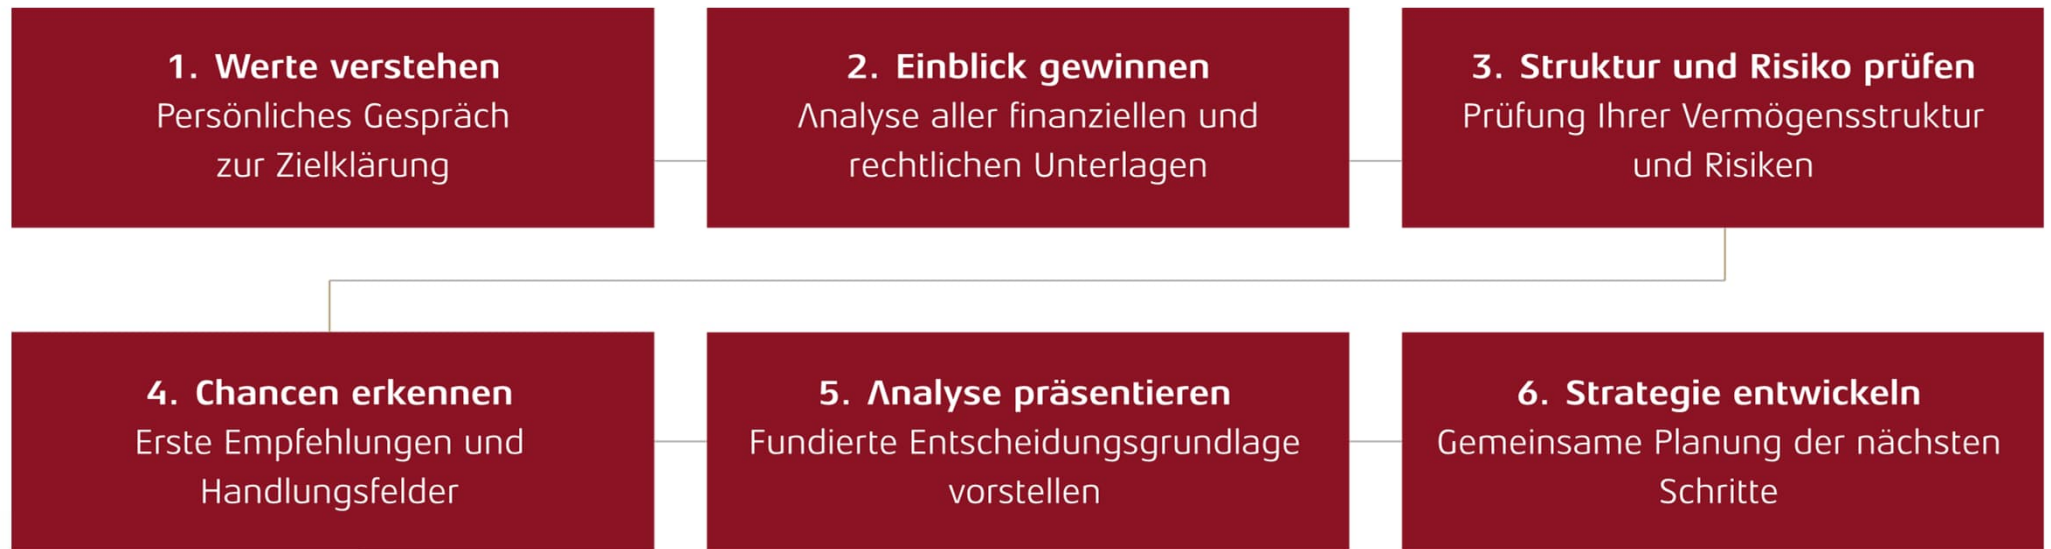 1. Werte verstehen
Persönliches Gespräch
zur Zielklärung
2. Einblick gewinnen
Analyse aller finanziellen und
rechtlichen Unterlagen
3. Struktur und Risiko prüfen
Prüfung Ihrer Vermögensstruktur
und Risiken
4. Chancen erkennen
Erste Empfehlungen und
Handlungsfelder
5. Analyse präsentieren
Fundierte Entscheidungsgrundlage
vorstellen
6. Strategie entwickeln
Gemeinsame Planung der nächsten
Schritte